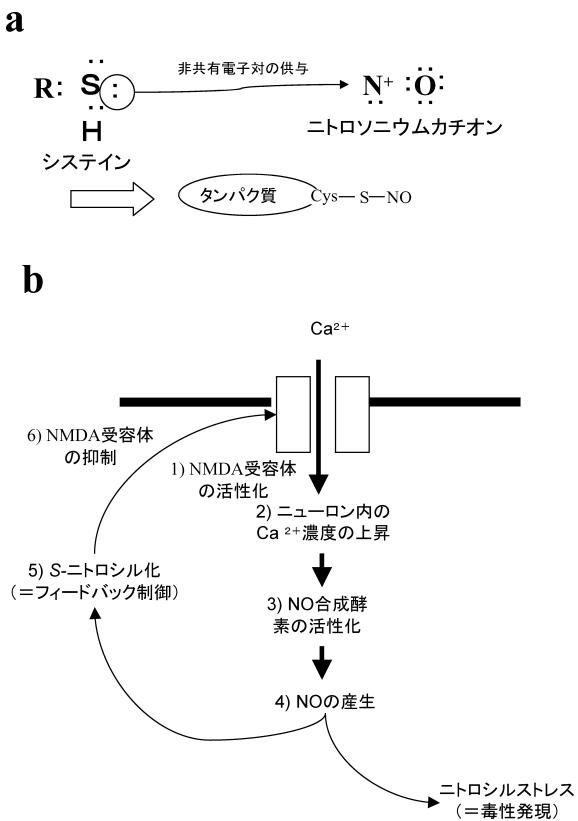 a
非共有電子対の供与
R: S : N⁺ :O:
H
ニトロソニウムカチオン
システイン
タンパク質 Cys—S—NO
b
Ca²⁺
6) NMDA受容体
の抑制
1) NMDA受容体
の活性化
2) ニューロン内の
Ca ²⁺濃度の上昇
5) S-ニトロシル化
(=フィードバック制御)
3) NO合成酵
素の活性化
4) NOの産生
ニトロシルストレス
(=毒性発現)